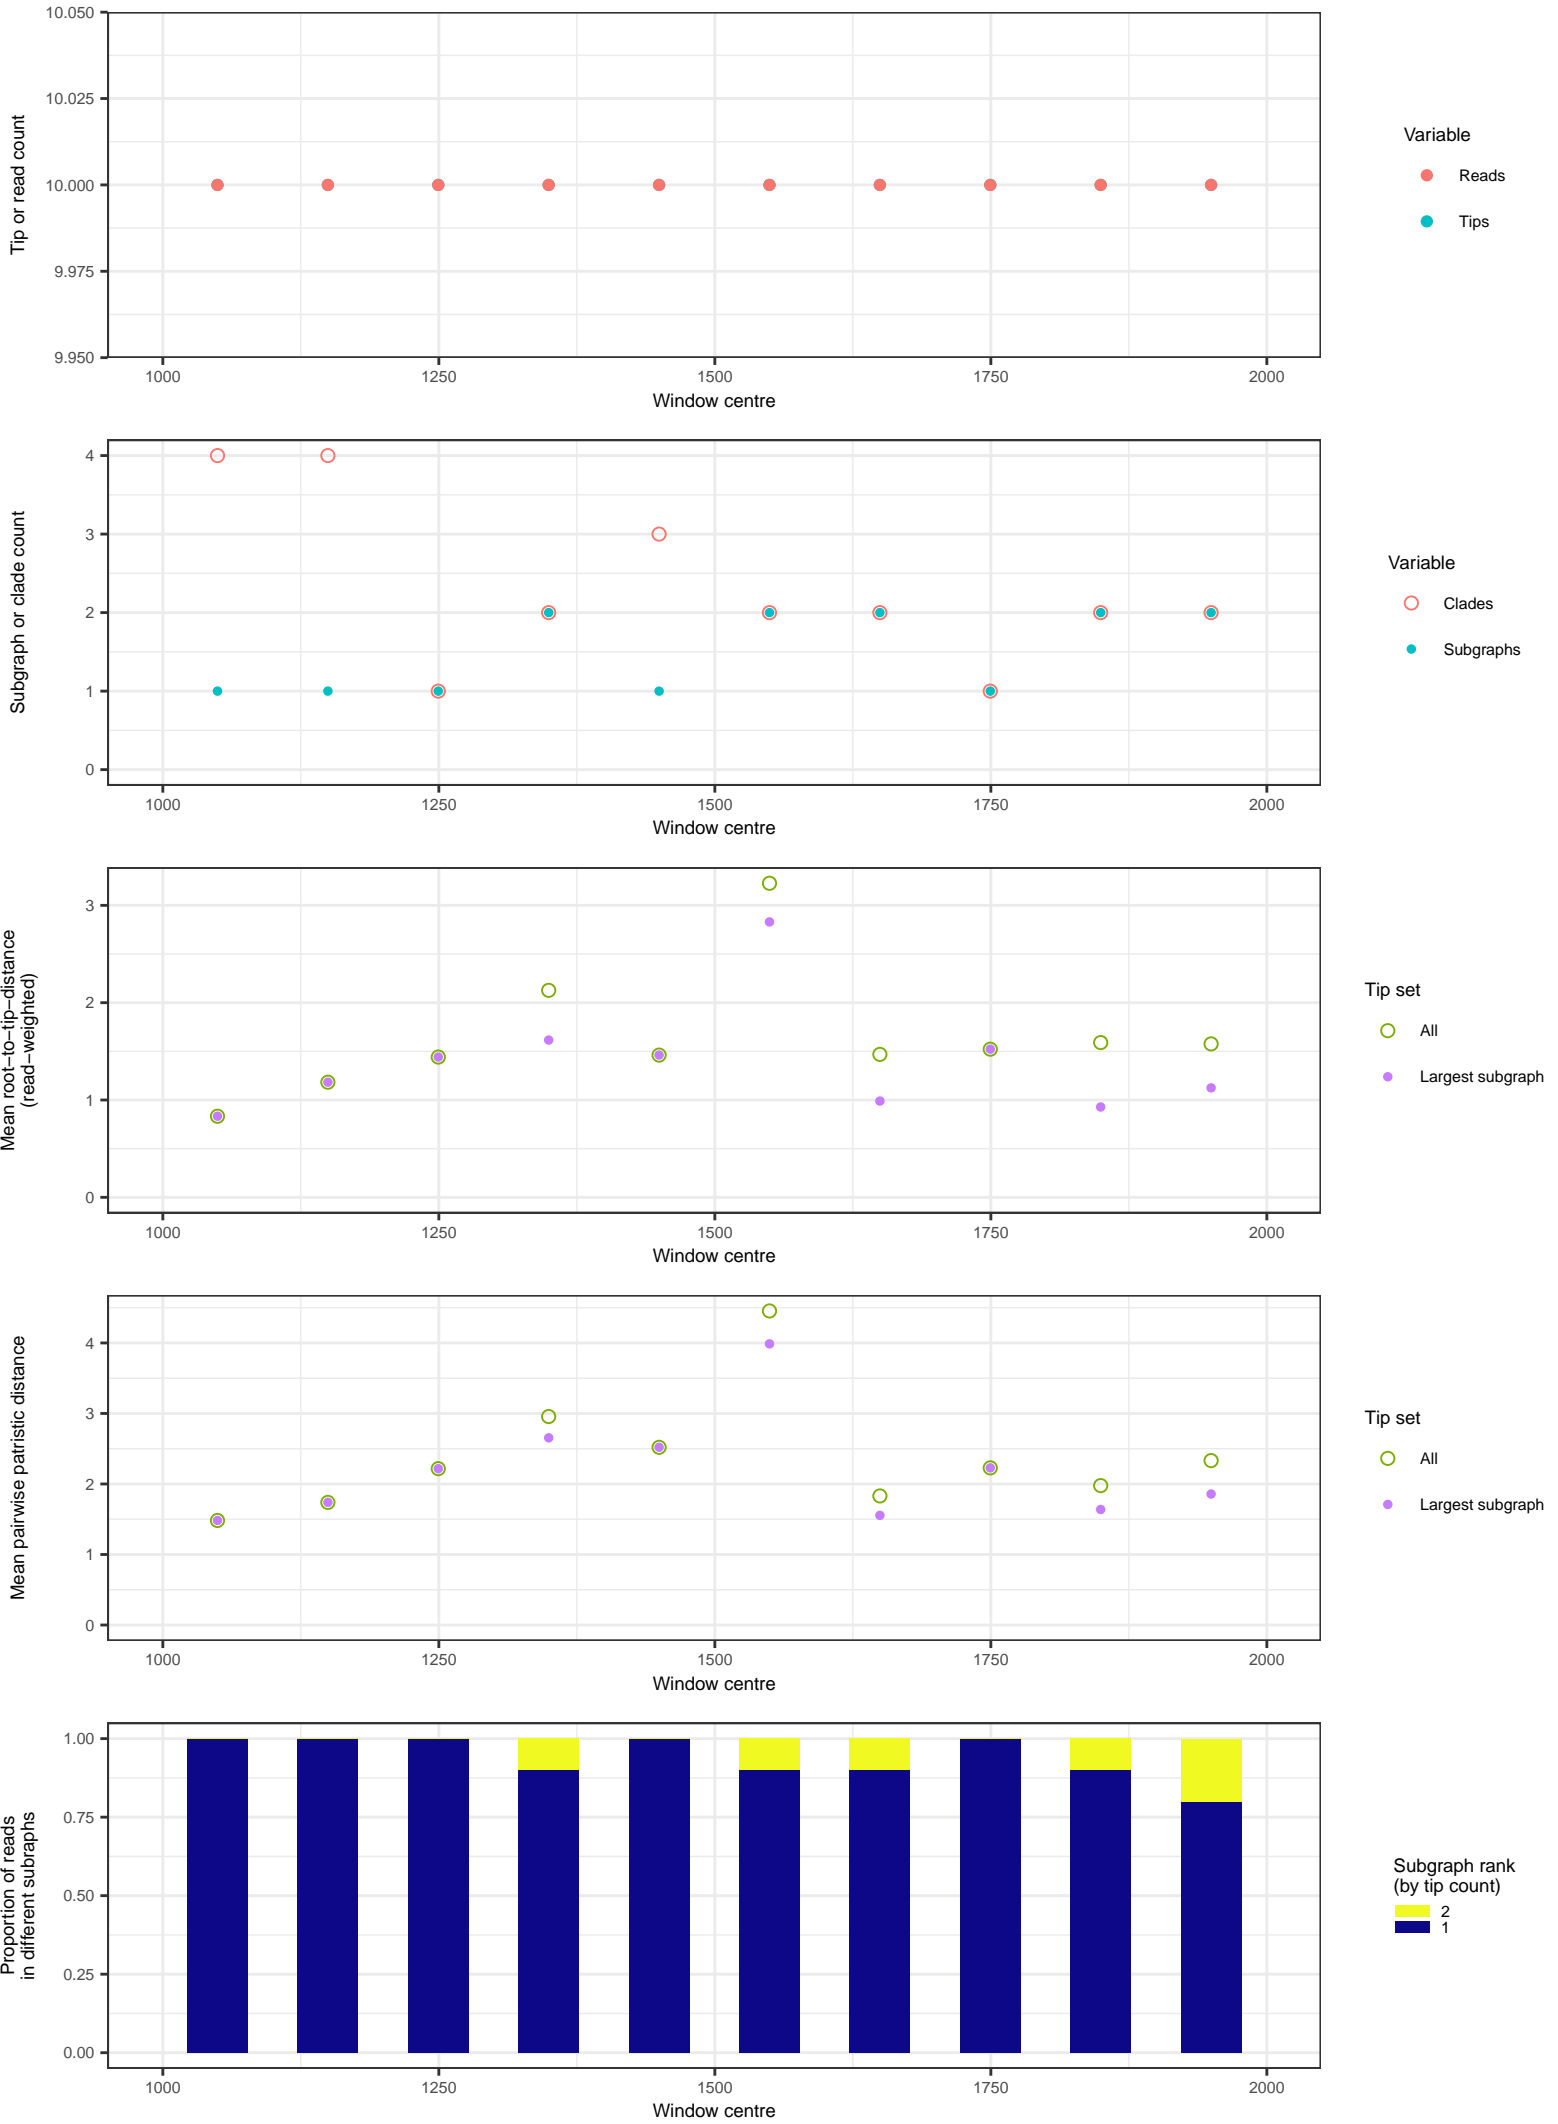 10.050
10.025
10.000
9.975
9.950
Tip or read count
1000 1250 1500 1750 2000
Window centre
Variable
Reads
Tips
4
3
2
1
0
Subgraph or clade count
1000 1250 1500 1750 2000
Window centre
Variable
Clades
Subgraphs
3
2
1
0
Mean root−to−tip−distance
(read−weighted)
1000 1250 1500 1750 2000
Window centre
Tip set
All
Largest subgraph
4
3
2
1
0
Mean pairwise patristic distance
1000 1250 1500 1750 2000
Window centre
Tip set
All
Largest subgraph
1.00
0.75
0.50
0.25
0.00
Proportion of reads
in different subraphs
1000 1250 1500 1750 2000
Window centre
Subgraph rank
(by tip count)
2
1